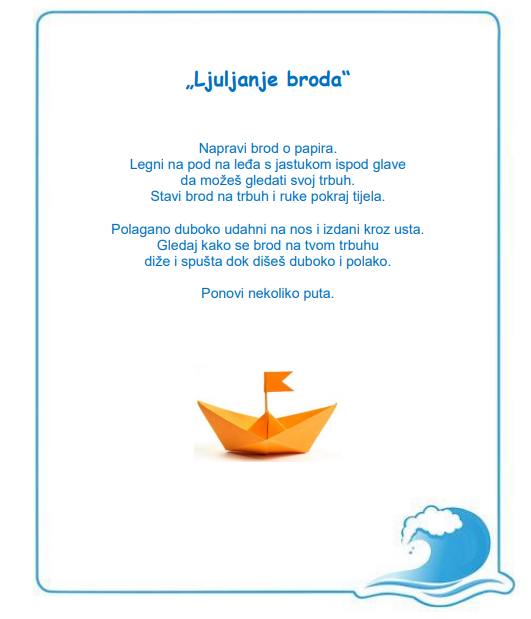 „Ljuljanje broda“
Napravi brod o papira.
Legni na pod na leđa s jastukom ispod glave
da možeš gledati svoj trbuh.
Stavi brod na trbuh i ruke pokraj tijela.
Polagano duboko udahni na nos i izdani kroz usta.
Gledaj kako se brod na tvom trbuhu
diže i spušta dok dišeš duboko i polako.
Ponovi nekoliko puta.